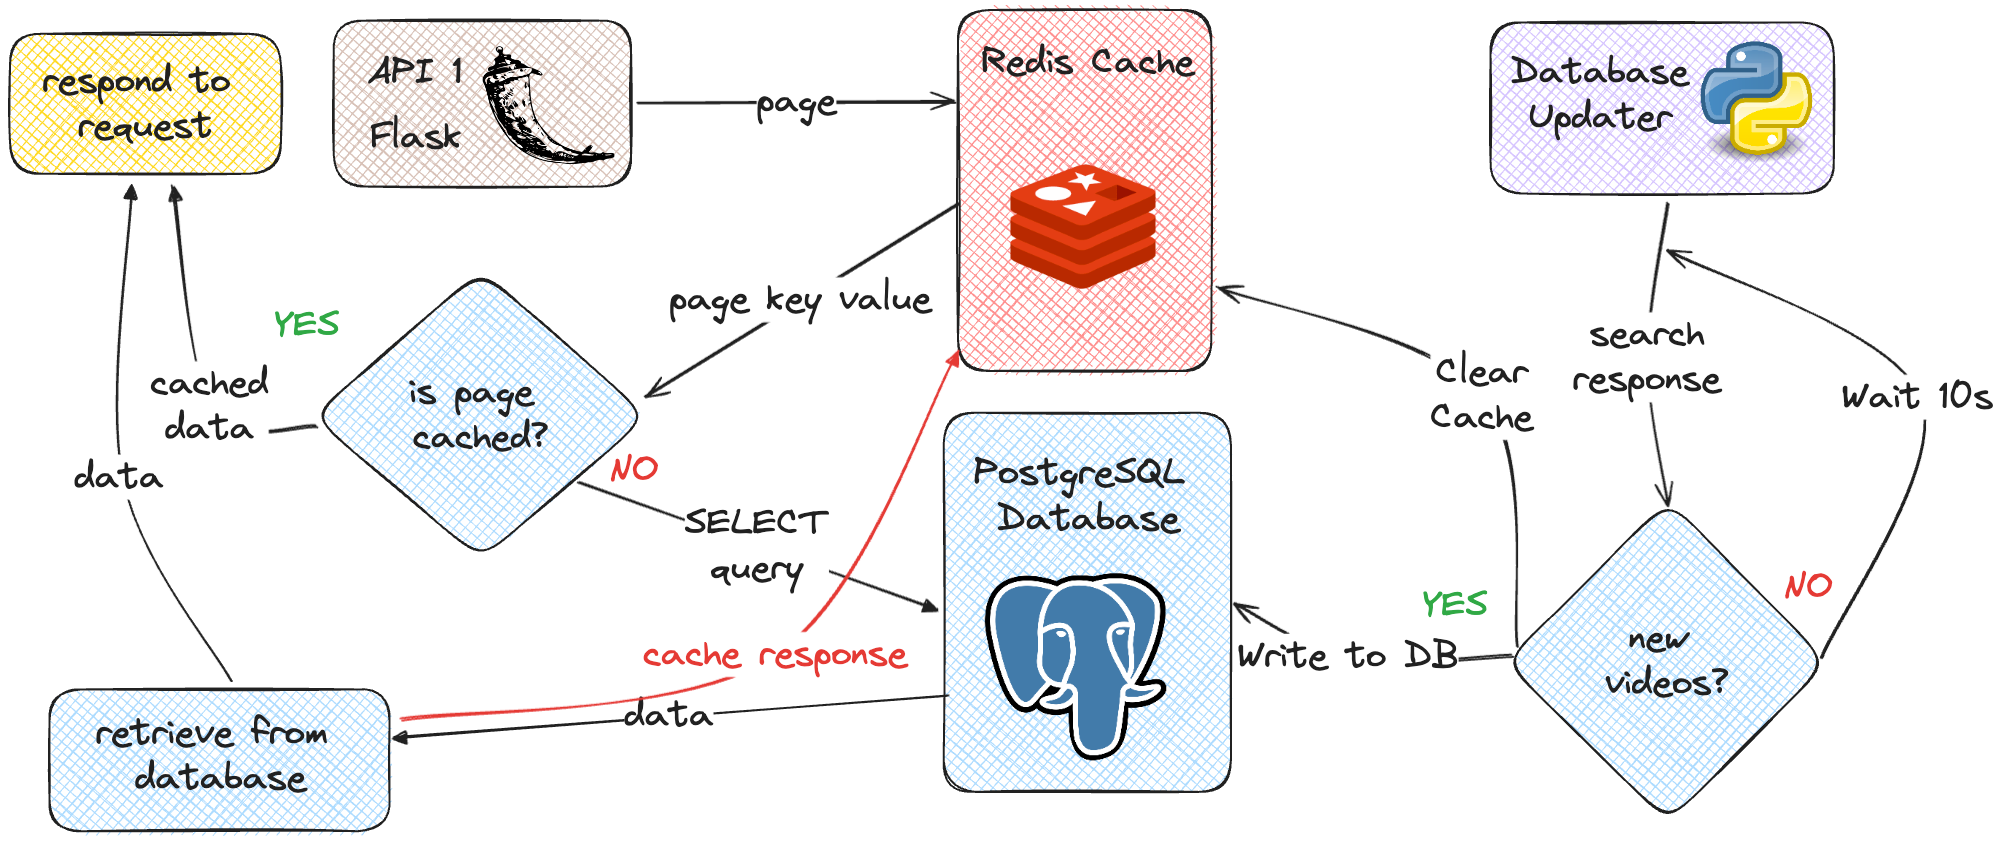 respond to
request
API 1
Flask
page
Redis Cache
Database
Updater
page key value
YES
cached
data
is page
cached?
NO
data
SELECT
query
PostgreSQL
Database
cache response
data
retrieve from
database
search
response
Clear
Cache
Wait 10s
YES
NO
Write to DB
new
videos?